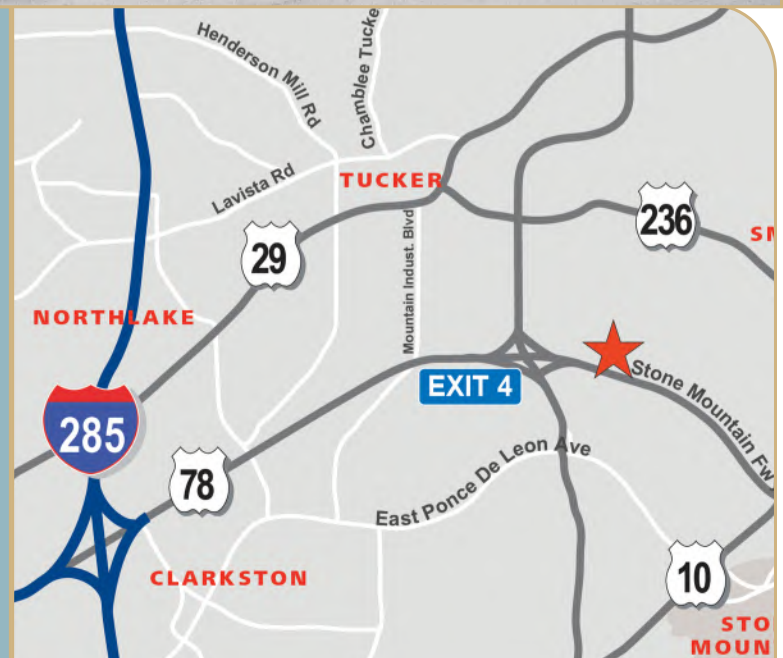 Henderson Mill Rd
Chamblee Tucke
Lavista Rd
TUCKER
236
SM
29
Mountain Indust. Blvd
NORTHLAKE
EXIT 4
Stone Mountain Fw
285
78
East Ponce De Leon Ave
CLARKSTON
10
STO
MOUN